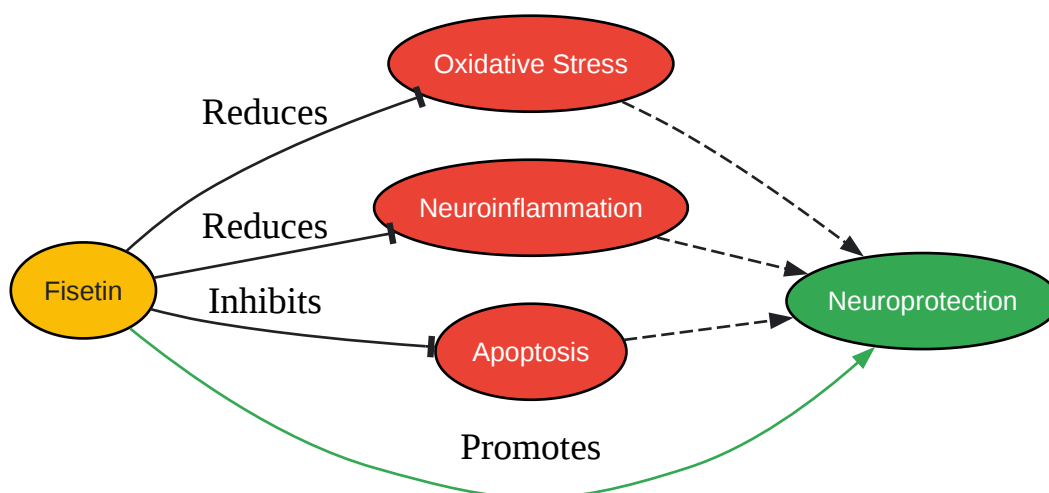 Oxidative Stress
Reduces
Neuroinflammation
Reduces
Fisetin
Inhibits
Neuroprotection
Apoptosis
Promotes